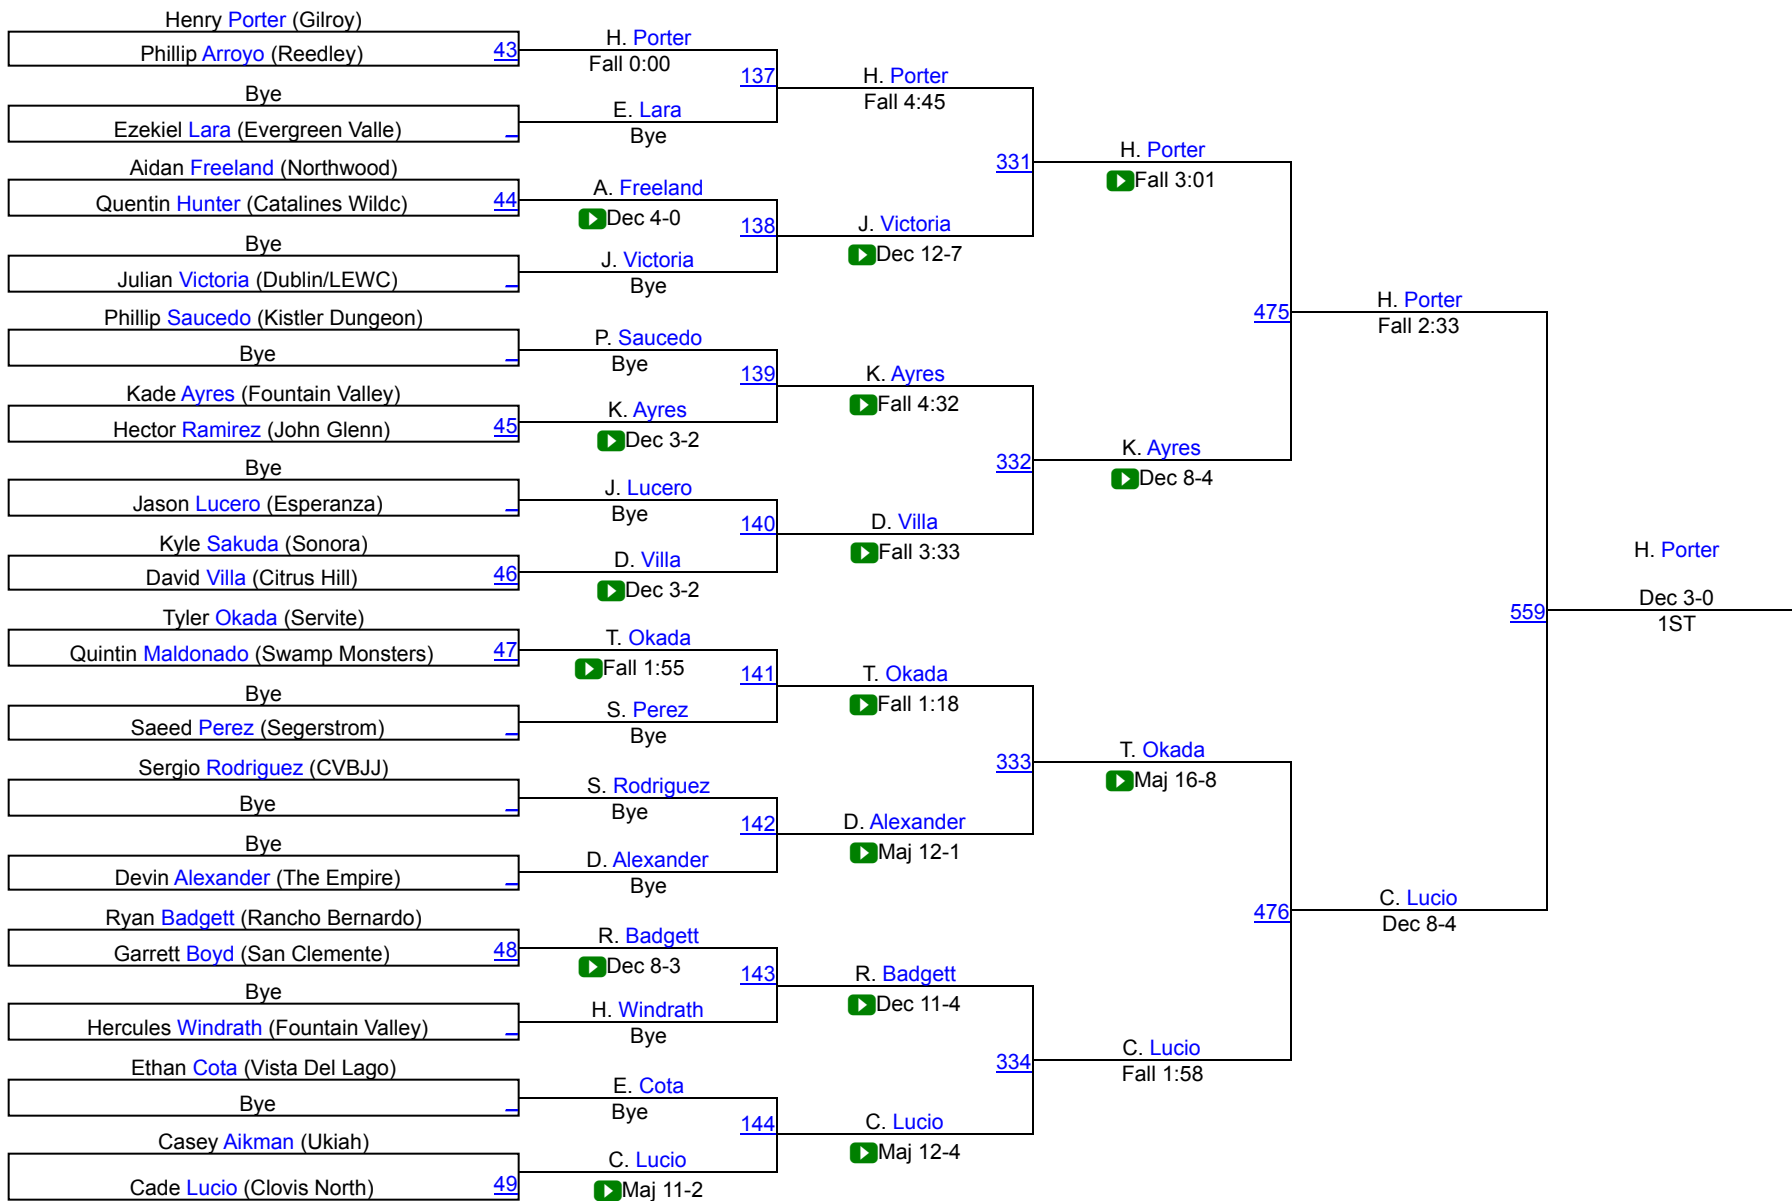 Henry Porter (Gilroy)
Phillip Arroyo (Reedley) 43
Bye
Ezekiel Lara (Evergreen Valle)
Aidan Freeland (Northwood)
Quentin Hunter (Catalines Wildc) 44
Bye
Julian Victoria (Dublin/LEWC)
Phillip Saucedo (Kistler Dungeon)
Bye
Kade Ayres (Fountain Valley)
Hector Ramirez (John Glenn) 45
Bye
Jason Lucero (Esperanza)
Kyle Sakuda (Sonora)
David Villa (Citrus Hill) 46
Tyler Okada (Servite)
Quintin Maldonado (Swamp Monsters) 47
Bye
Saeed Perez (Segerstrom)
Sergio Rodriguez (CVBJJ)
Bye
Bye
Devin Alexander (The Empire)
Ryan Badgett (Rancho Bernardo)
Garrett Boyd (San Clemente) 48
Bye
Hercules Windrath (Fountain Valley)
Ethan Cota (Vista Del Lago)
Bye
Casey Aikman (Ukiah)
Cade Lucio (Clovis North) 49
H. Porter
Fall 0:00
137
E. Lara
Bye
A. Freeland
Dec 4-0
138
J. Victoria
Bye
P. Saucedo
Bye
139
K. Ayres
Dec 3-2
J. Lucero
Bye
140
D. Villa
Dec 3-2
T. Okada
Fall 1:55
141
S. Perez
Bye
S. Rodriguez
Bye
142
D. Alexander
Bye
R. Badgett
Dec 8-3
143
H. Windrath
Bye
E. Cota
Bye
144
C. Lucio
Maj 11-2
H. Porter
Fall 4:45
331
J. Victoria
Dec 12-7
K. Ayres
Fall 4:32
332
D. Villa
Fall 3:33
T. Okada
Fall 1:18
333
D. Alexander
Maj 12-1
R. Badgett
Dec 11-4
334
C. Lucio
Maj 12-4
H. Porter
Fall 3:01
475
K. Ayres
Dec 8-4
T. Okada
Maj 16-8
476
C. Lucio
Fall 1:58
H. Porter
Fall 2:33
559
C. Lucio
Dec 8-4
H. Porter
Dec 3-0
1ST